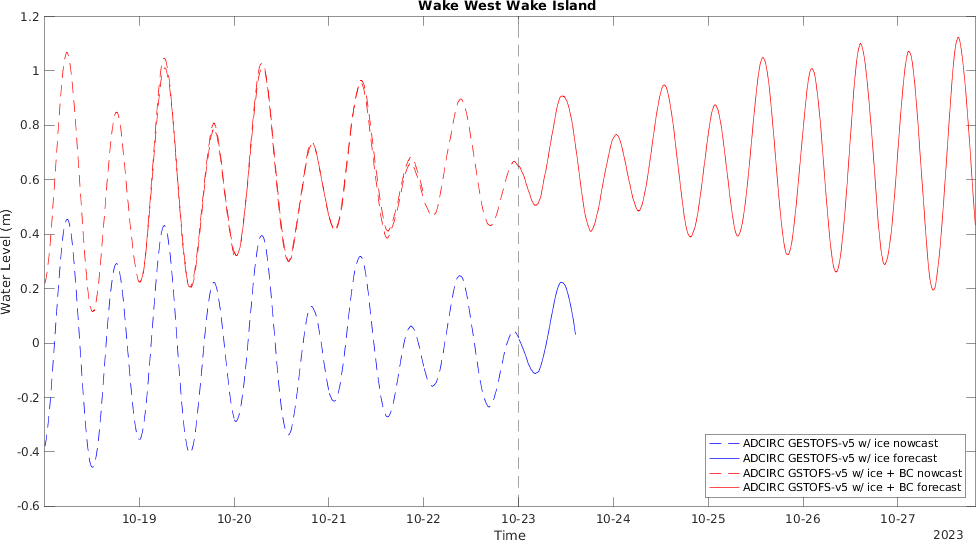 Wake West Wake Island
1.2
1
0.8
0.6
0.4
0.2
0
-0.2
-0.4
-0.6
Water Level (m)
10-19 10-20 10-21 10-22 10-23 10-24 10-25 10-26 10-27
Time
2023
ADCIRC GESTOFS-v5 w/ ice nowcast
ADCIRC GESTOFS-v5 w/ ice forecast
ADCIRC GSTOFS-v5 w/ ice + BC nowcast
ADCIRC GSTOFS-v5 w/ ice + BC forecast